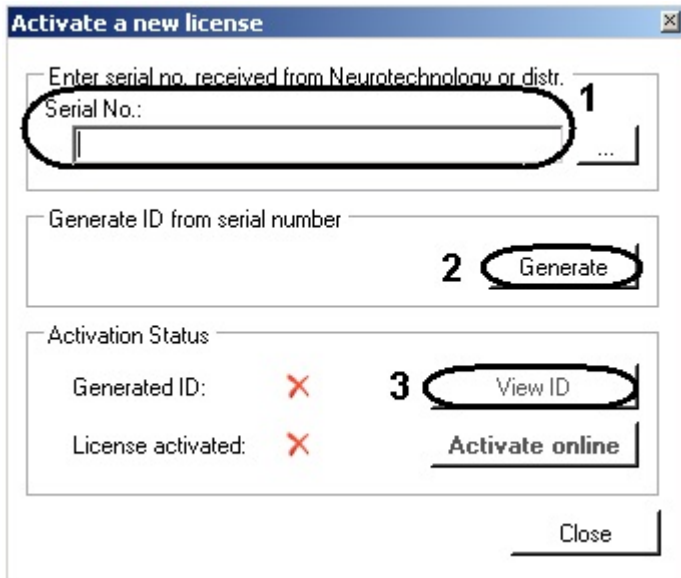 Activate a new license
Enter serial no. received from Neurotechnology or distr.
Serial No.:
1
...
Generate ID from serial number
2
Generate
Activation Status
Generated ID:
3
View ID
License activated:
Activate online
Close